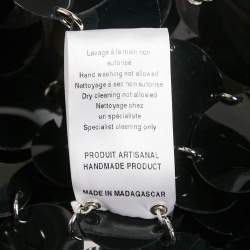 Lavage à la main non
autorisé
Hand washing not allowed
Nettoyage à sec non autorisé
Dry cleaning not allowed
Nettoyage chez
un spécialiste
Specialist cleaning only
PRODUIT ARTISANAL
HANDMADE PRODUCT
MADE IN MADAGASCAR